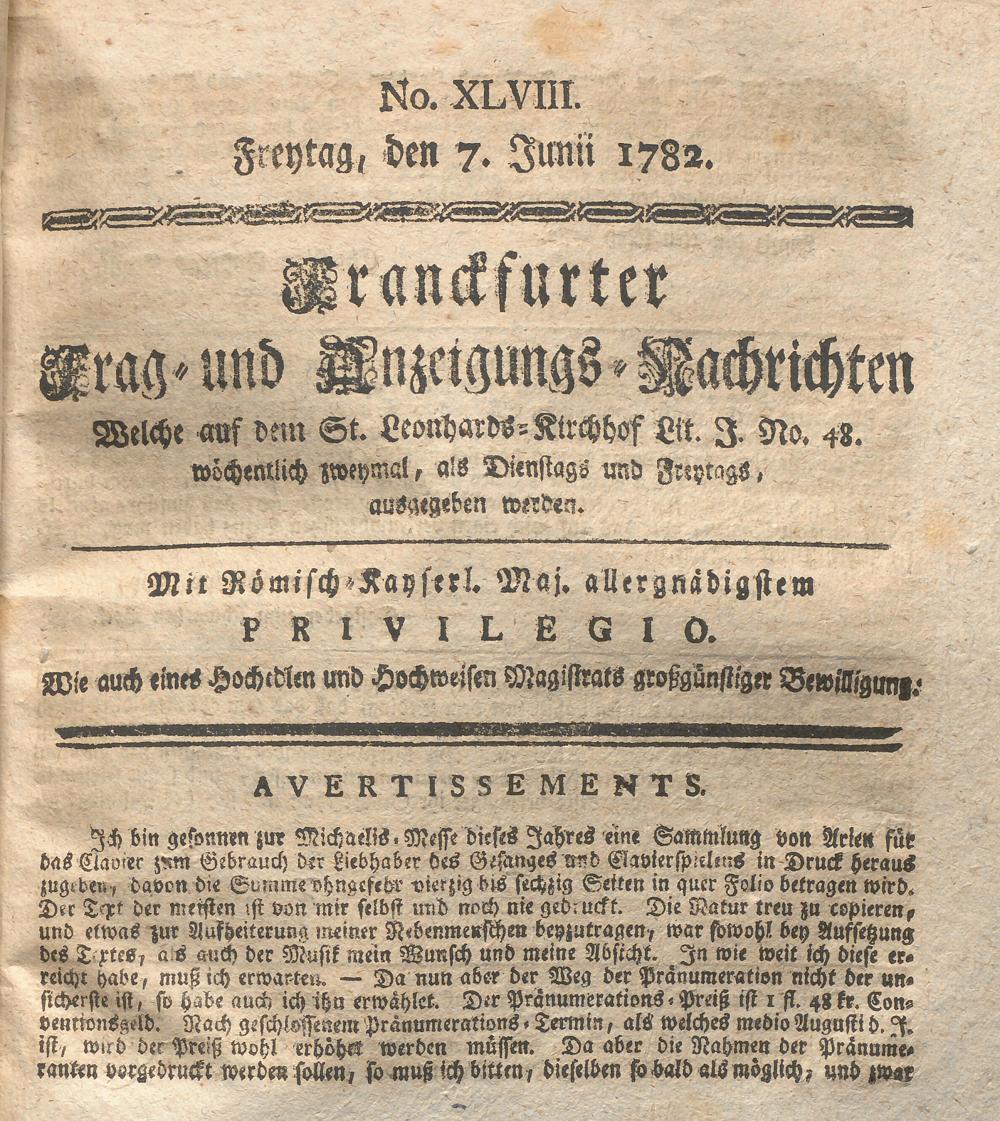 No. XLVIII.
Freytag, den 7. Junii 1782.
Franckfurter
Frag- und Anzeigungs-Nachrichten
Welche auf dem St. Leonhards-Kirchhof Lit. J. No. 48.
wöchentlich zweymal, als Dienstags und Freytags,
ausgegeben werden.
Mit Römisch-Kayserl. Maj. allergnädigstem
PRIVILEGIO.
Wie auch eines Hochedlen und Hochweisen Magistrats großgünstiger Bewilligung.
AVERTISSEMENTS.
Ich bin gesonnen zur Michaelis-Messe dieses Jahres eine Sammlung von Arien für
das Clavier zum Gebrauch der Liebhaber des Gesanges und Clavierspielens in Druck heraus
zugeben, davon die Summe ohngefehr vierzig bis sechzig Seiten in quer Folio betragen wird.
Der Text der meisten ist von mir selbst und noch nie gedruckt. Die Natur treu zu copieren,
und etwas zur Aufheiterung meiner Nebenmenschen beyzutragen, war sowohl bey Aufsetzung
des Textes, als auch der Musik mein Wunsch und meine Absicht. In wie weit ich diese er-
reicht habe, muß ich erwarten. — Da nun aber der Weg der Pränumeration nicht der un-
sicherste ist, so habe auch ich ihn erwählet. Der Pränumerations-Preiß ist 1 fl. 48 kr. Con-
ventionsgeld. Nach geschlossenem Pränumerations-Termin, als welches medio Augusti d. J.
ist, wird der Preiß wohl erhöhet werden müssen. Da aber die Nahmen der Pränume-
ranten vorgedruckt werden sollen, so muß ich bitten, dieselben so bald als möglich, und zwar